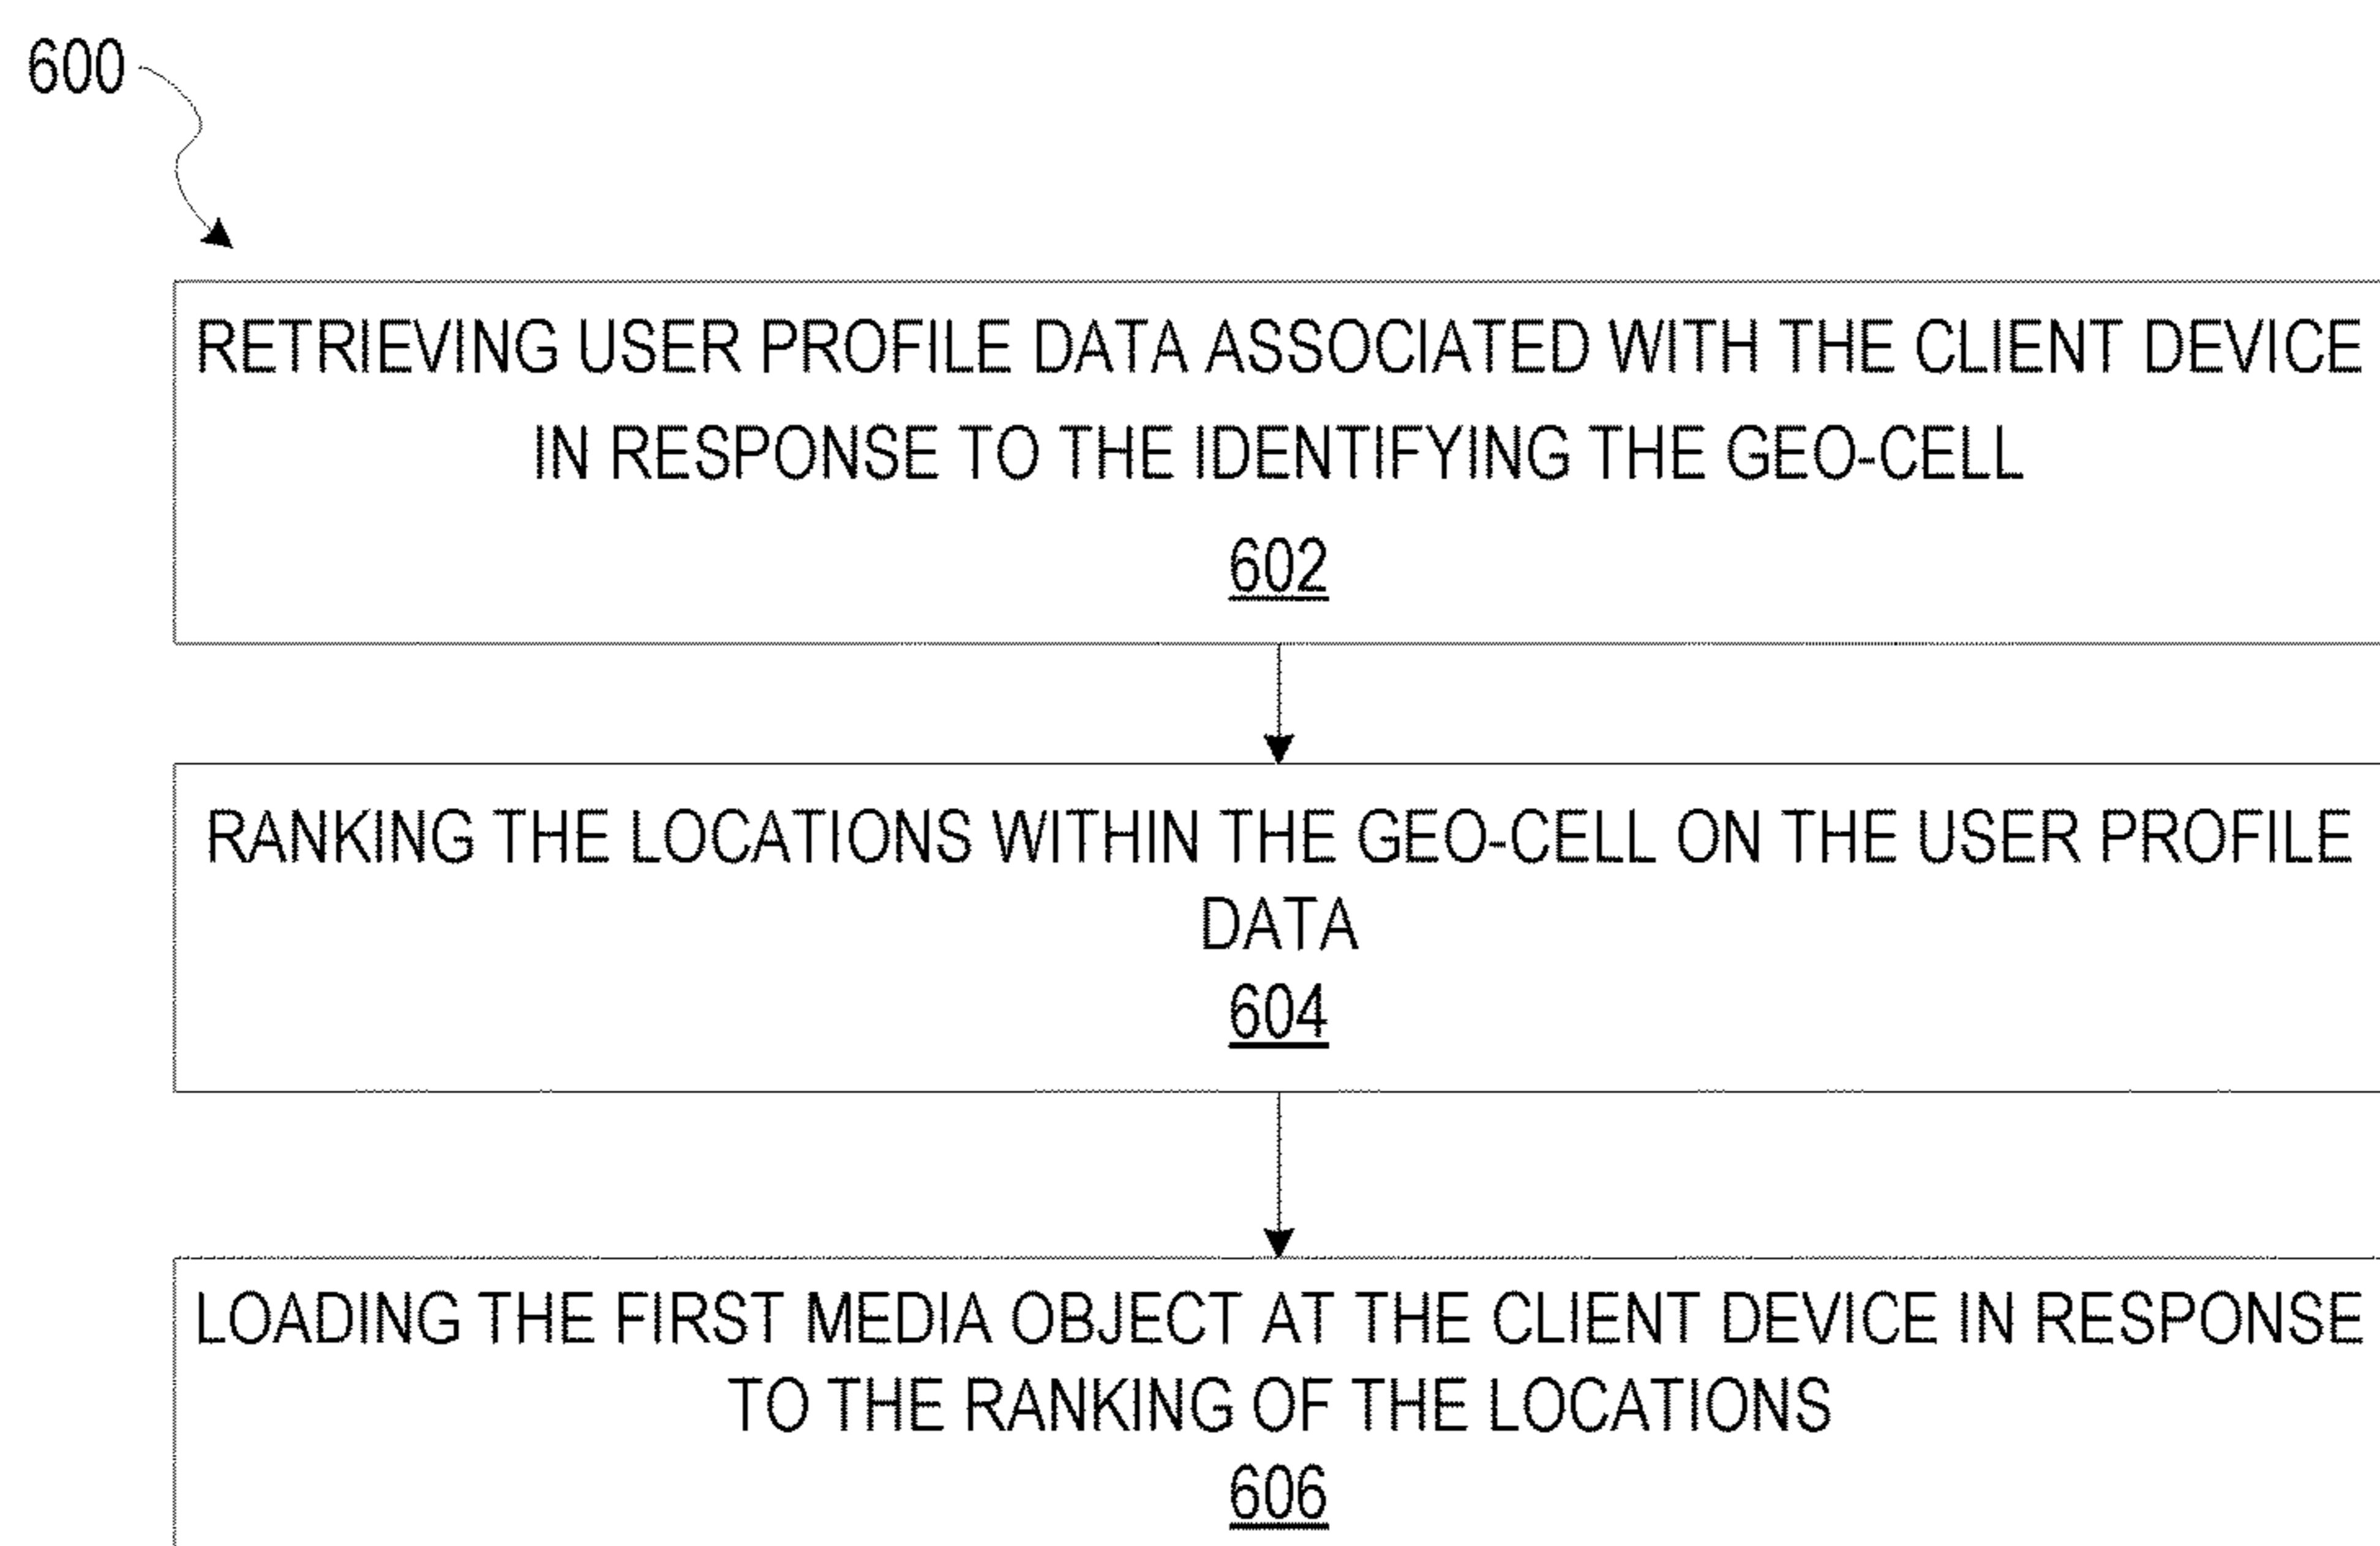 600
RETRIEVING USER PROFILE DATA ASSOCIATED WITH THE CLIENT DEVICE
IN RESPONSE TO THE IDENTIFYING THE GEO-CELL
602
RANKING THE LOCATIONS WITHIN THE GEO-CELL ON THE USER PROFILE
DATA
604
LOADING THE FIRST MEDIA OBJECT AT THE CLIENT DEVICE IN RESPONSE
TO THE RANKING OF THE LOCATIONS
606